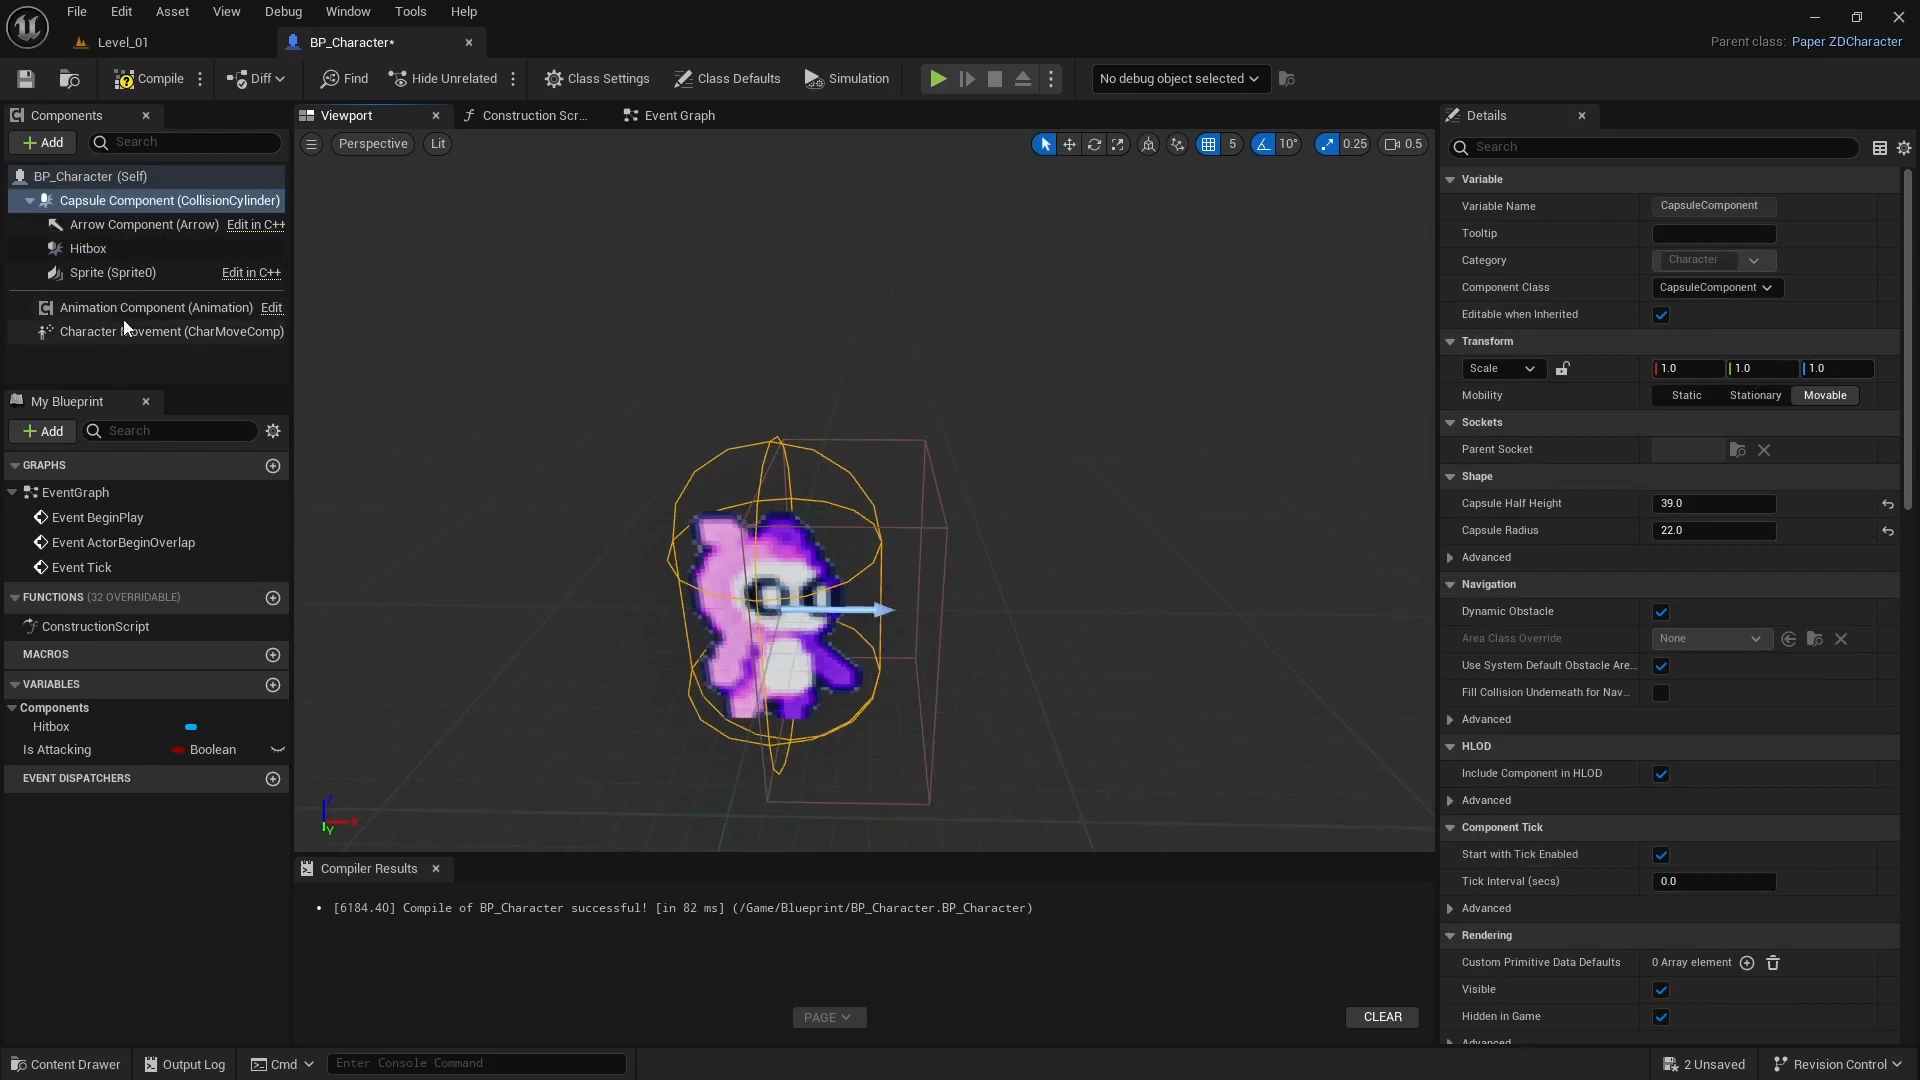 File Edit Asset View Debug Window Tools Help
Level_01
BP_Character*
Parent class: Paper ZDCharacter
Compile
Diff
Find
Hide Unrelated
Class Settings
Class Defaults
Simulation
No debug object selected
Components
Add
Search
BP_Character (Self)
Capsule Component (CollisionCylinder)
Arrow Component (Arrow) Edit in C++
Hitbox
Sprite (Sprite0) Edit in C++
Animation Component (Animation) Edit
Character Movement (CharMoveComp)
My Blueprint
Add
Search
GRAPHS
EventGraph
Event BeginPlay
Event ActorBeginOverlap
Event Tick
FUNCTIONS (32 OVERRIDABLE)
ConstructionScript
MACROS
VARIABLES
Components
Hitbox
Is Attacking Boolean
EVENT DISPATCHERS
Viewport
Construction Scr...
Event Graph
Perspective
Lit
5
10°
0.25
0.5
Z
X
Y
Compiler Results
[6184.40] Compile of BP_Character successful! [in 82 ms] (/Game/Blueprint/BP_Character.BP_Character)
PAGE
CLEAR
Details
Search
Variable
Variable Name CapsuleComponent
Tooltip
Category Character
Component Class CapsuleComponent
Editable when Inherited
Transform
Scale 1.0 1.0 1.0
Mobility Static Stationary Movable
Sockets
Parent Socket
Shape
Capsule Half Height 39.0
Capsule Radius 22.0
Advanced
Navigation
Dynamic Obstacle
Area Class Override None
Use System Default Obstacle Are...
Fill Collision Underneath for Nav...
Advanced
HLOD
Include Component in HLOD
Advanced
Component Tick
Start with Tick Enabled
Tick Interval (secs) 0.0
Advanced
Rendering
Custom Primitive Data Defaults 0 Array element
Visible
Hidden in Game
Advanced
Content Drawer
Output Log
Cmd
Enter Console Command
2 Unsaved
Revision Control